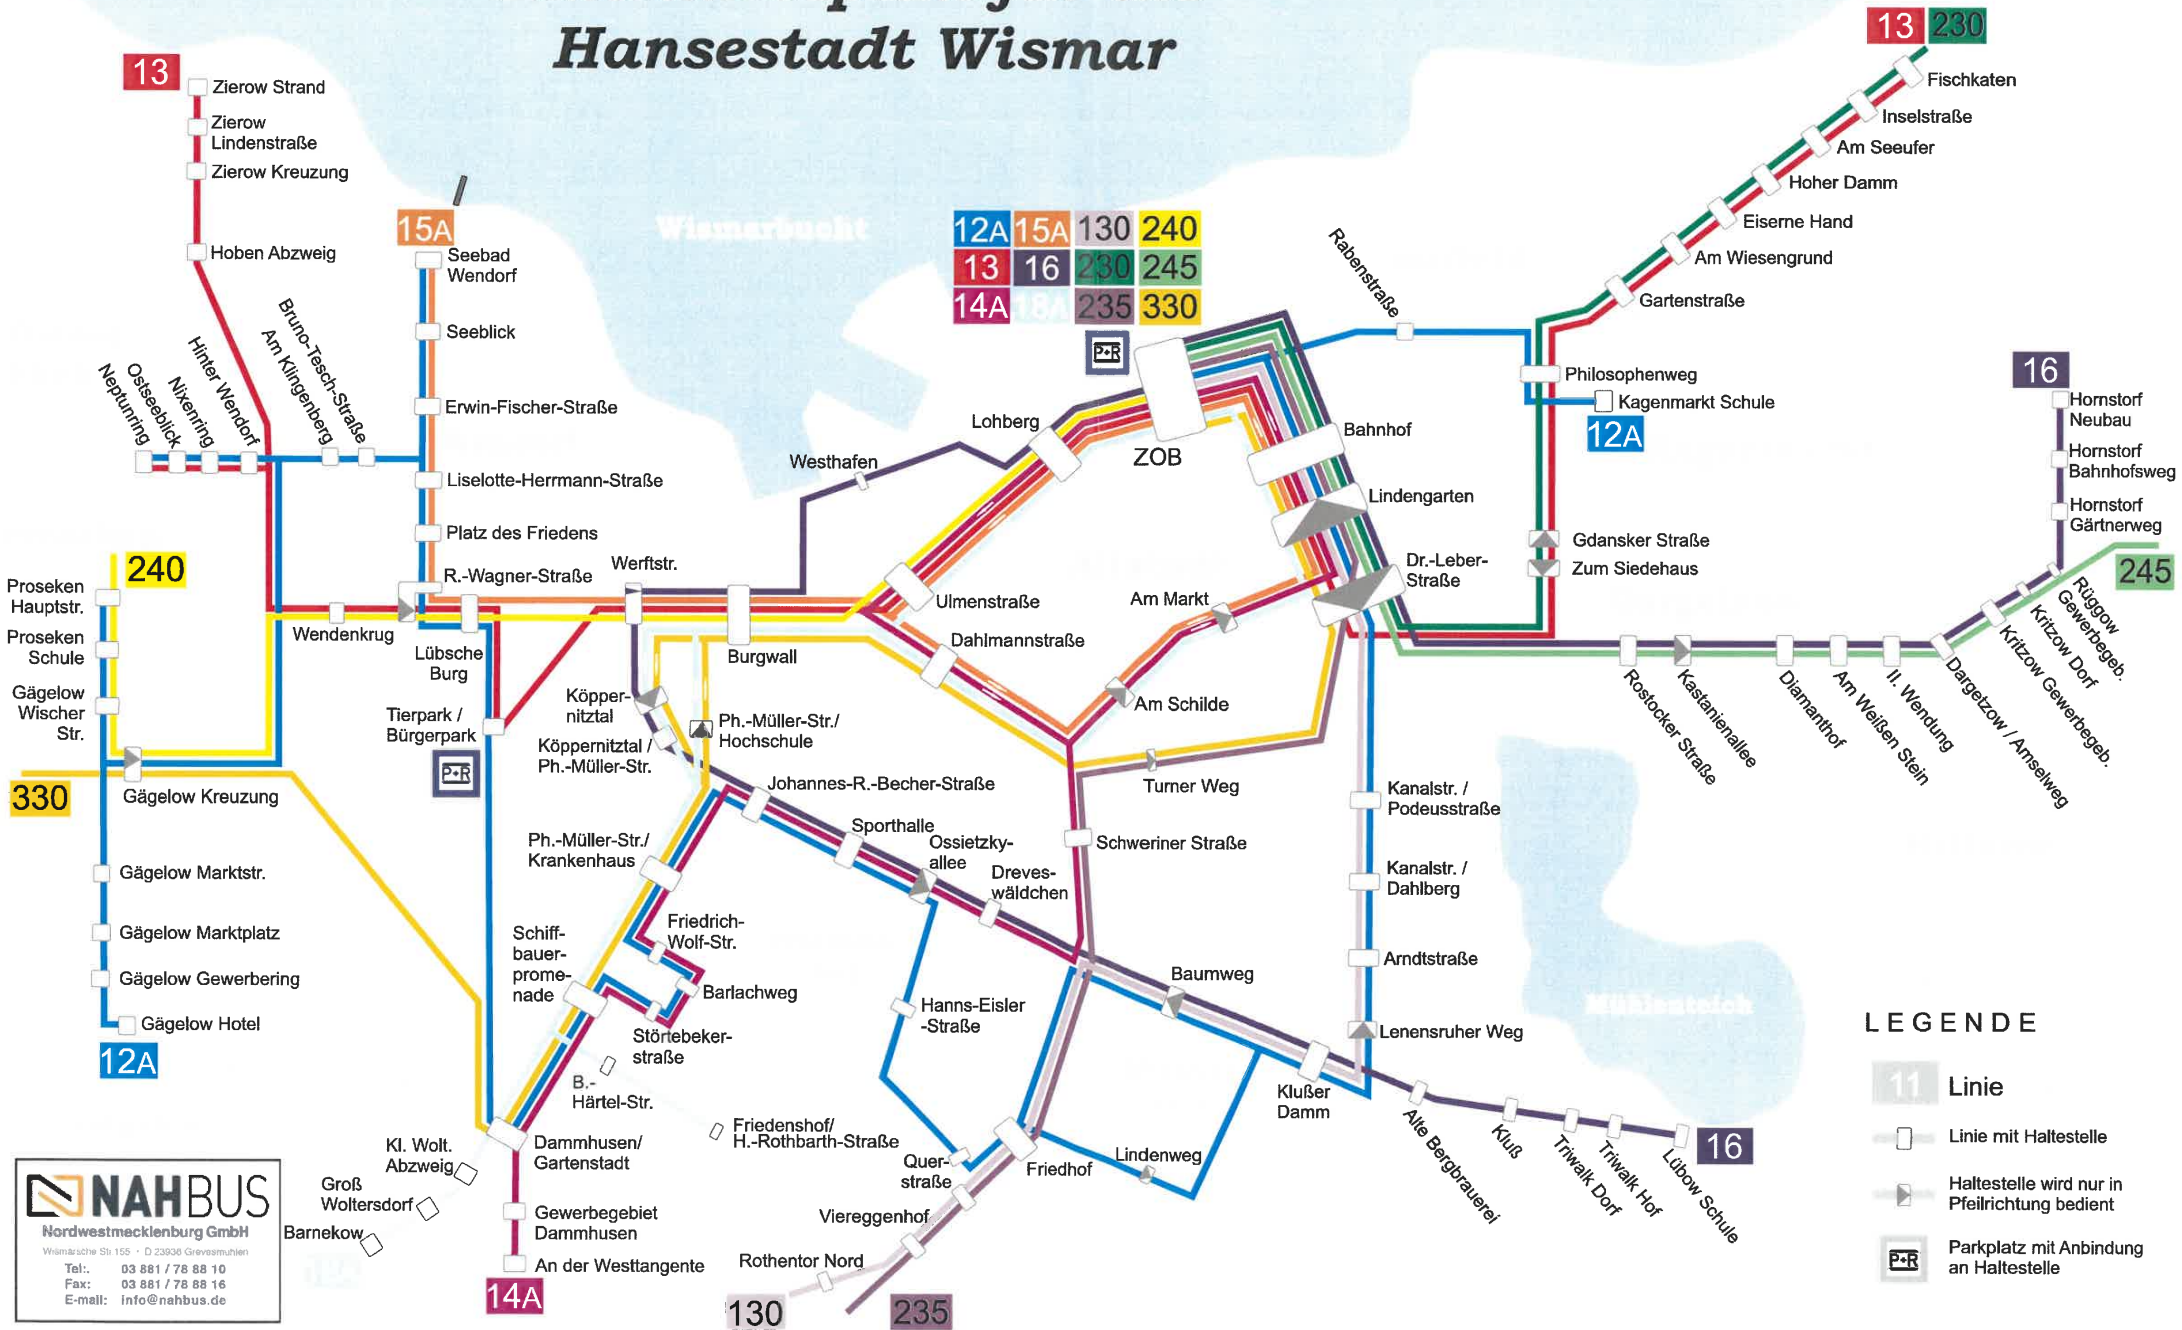 Hansestadt Wismar
13
Zierow Strand
Zierow
Lindenstraße
Zierow Kreuzung
Hoben Abzweig
15A
Seebad
Wendorf
Seeblick
Erwin-Fischer-Straße
Liselotte-Herrmann-Straße
Platz des Friedens
R.-Wagner-Straße
Neptunring
Ostseeblick
Nixenring
Hinter Wendorf
Am Klingenberg
Bruno-Tesch-Straße
Wismarbucht
12A 15A 130 240
13 16 230 245
14A 18A 235 330
P+R
ZOB
Lohberg
Westhafen
Werftstr.
Rabenstraße
13 230
Fischkaten
Inselstraße
Am Seeufer
Hoher Damm
Eiserne Hand
Am Wiesengrund
Gartenstraße
Philosophenweg
Kagenmarkt Schule
12A
Bahnhof
Lindengarten
Dr.-Leber-
Straße
Gdansker Straße
Zum Siedehaus
16
Hornstorf
Neubau
Hornstorf
Bahnhofsweg
Hornstorf
Gärtnerweg
245
Rüggow
Gewerbegeb.
Kritzow Dorf
Kritzow Gewerbegeb.
Dargetzow / Amselweg
II. Wendung
Am Weißen Stein
Diamanthof
Kastanienallee
Rostocker Straße
240
Proseken
Hauptstr.
Proseken
Schule
Gägelow
Wischer
Str.
330
Gägelow Kreuzung
Gägelow Marktstr.
Gägelow Marktplatz
Gägelow Gewerbering
Gägelow Hotel
12A
Wendenkrug
Lübsche
Burg
Tierpark /
Bürgerpark
P+R
Burgwall
Ulmenstraße
Dahlmannstraße
Am Markt
Am Schilde
Turner Weg
Schweriner Straße
Köpper-
nitztal
Köppernitztal /
Ph.-Müller-Str.
Ph.-Müller-Str./
Hochschule
Johannes-R.-Becher-Straße
Sporthalle
Ossietzky-
allee
Dreves-
wäldchen
Ph.-Müller-Str./
Krankenhaus
Friedrich-
Wolf-Str.
Schiff-
bauer-
prome-
nade
Barlachweg
Störtebeker-
straße
B.-
Härtel-Str.
Friedenshof/
H.-Rothbarth-Straße
Hanns-Eisler
-Straße
Baumweg
Kanalstr. /
Podeusstraße
Kanalstr. /
Dahlberg
Arndtstraße
Lenensruher Weg
Klußer
Damm
Mühlenteich
Alte Bergbrauerei
Kluß
Triwalk Dorf
Triwalk Hof
Lübow Schule
16
Kl. Wolt.
Abzweig
Groß
Woltersdorf
Barnekow
Dammhusen/
Gartenstadt
Gewerbegebiet
Dammhusen
An der Westtangente
14A
Quer-
straße
Friedhof
Lindenweg
Viereggenhof
Rothentor Nord
130
235
NAHBUS
Nordwestmecklenburg GmbH
Wismarsche Str. 155 · D 23936 Grevesmühlen
Tel:. 03 881 / 78 88 10
Fax: 03 881 / 78 88 16
E-mail: info@nahbus.de
LEGENDE
11 Linie
Linie mit Haltestelle
Haltestelle wird nur in
Pfeilrichtung bedient
P+R
Parkplatz mit Anbindung
an Haltestelle